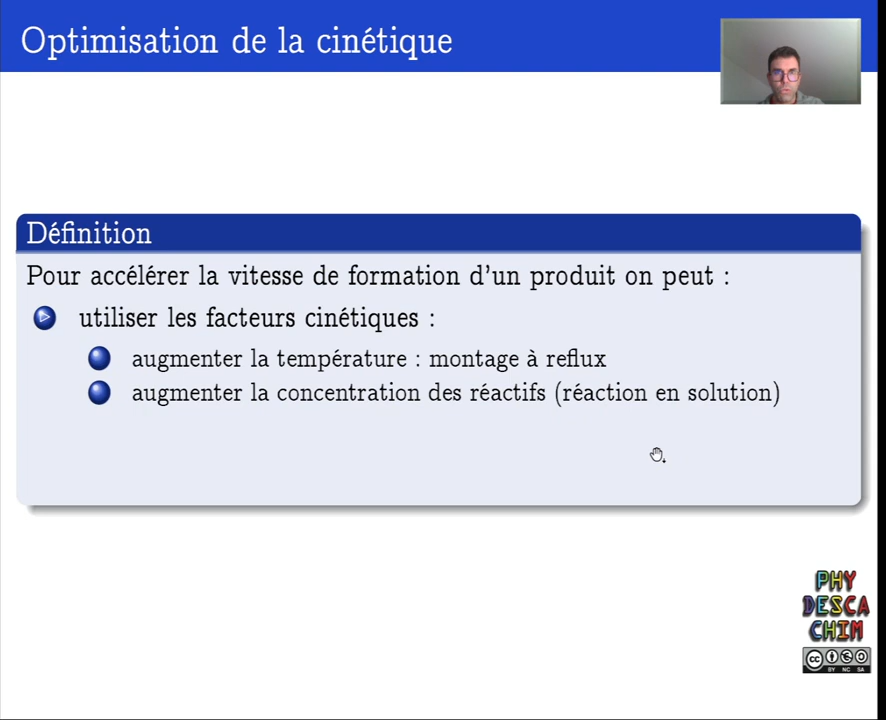 Optimisation de la cinétique
Définition
Pour accélérer la vitesse de formation d'un produit on peut :
utiliser les facteurs cinétiques :
augmenter la température : montage à reflux
augmenter la concentration des réactifs (réaction en solution)
PHY
DESCA
CHIM
CC
BY NC SA